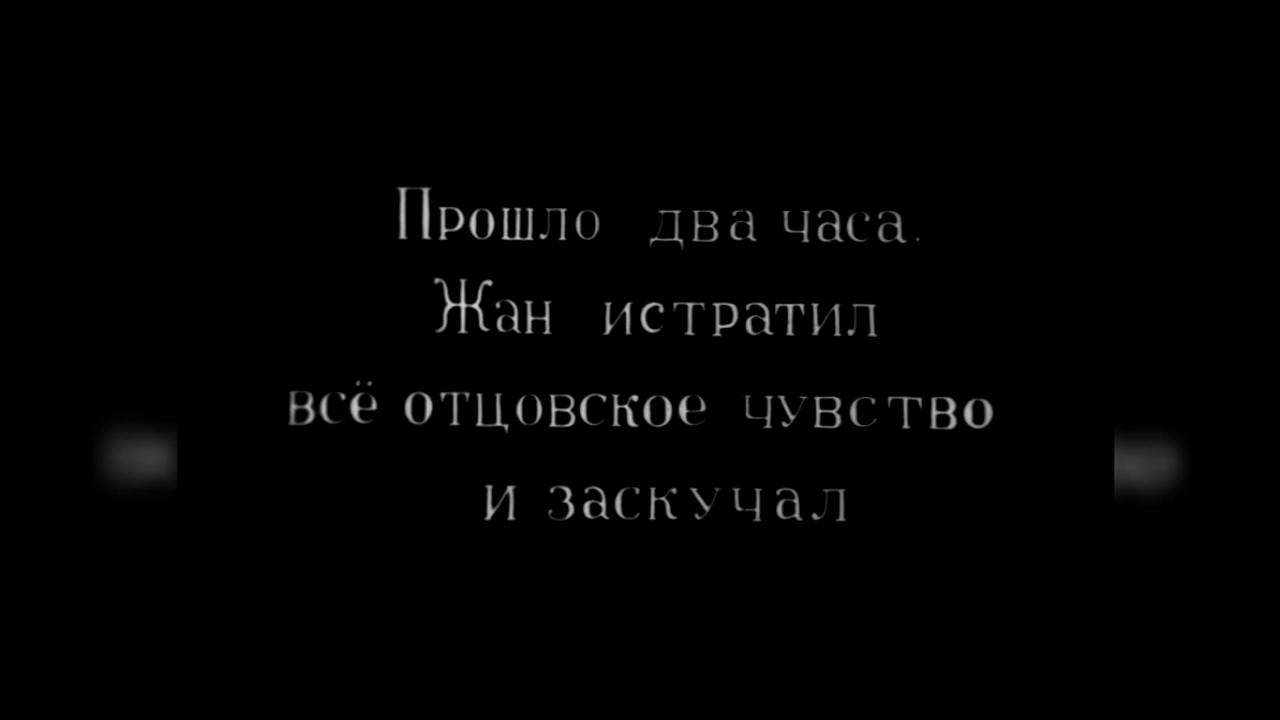 Прошло два часа.
Жан истратил
всё отцовское чувство
и заскучал